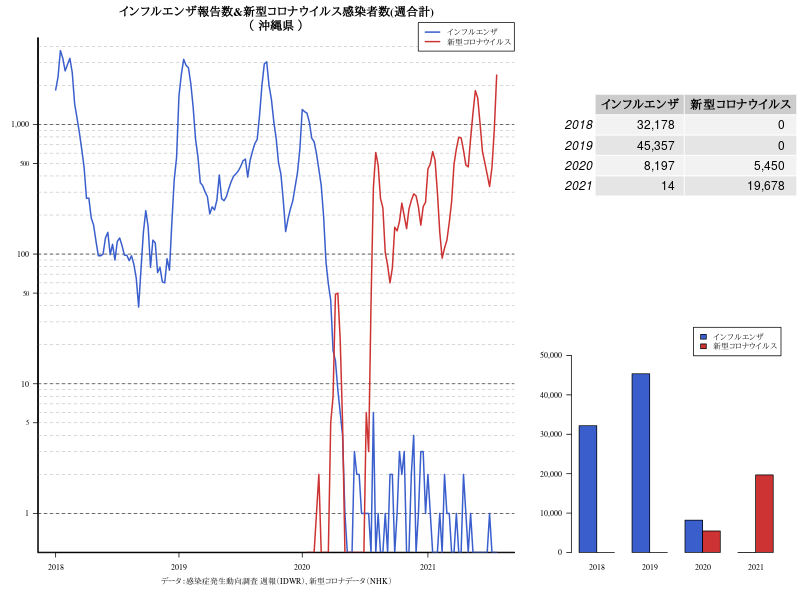 インフルエンザ報告数&新型コロナウイルス感染者数(週合計)
（ 沖縄県 ）
インフルエンザ
新型コロナウイルス
1,000
500
100
50
10
5
1
2018
2019
2020
2021
データ：感染症発生動向調査 週報（IDWR）、新型コロナデータ（NHK）
インフルエンザ 新型コロナウイルス
2018 32,178 0
2019 45,357 0
2020 8,197 5,450
2021 14 19,678
インフルエンザ
新型コロナウイルス
50,000
40,000
30,000
20,000
10,000
0
2018
2019
2020
2021